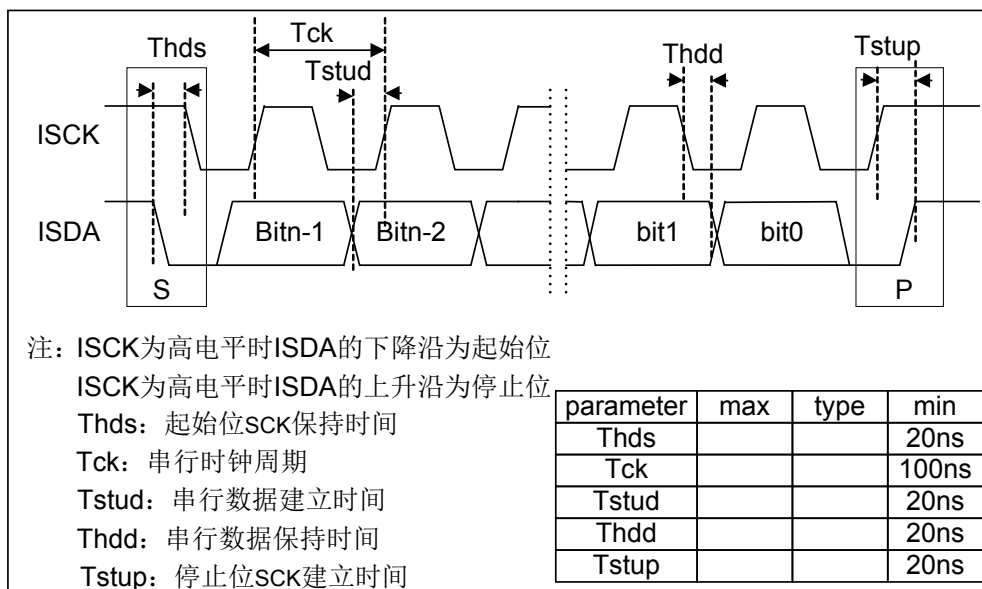 Thds Tck Tstud Thdd Tstup
ISCK
ISDA Bitn-1 Bitn-2 bit1 bit0
S P
注：ISCK为高电平时ISDA的下降沿为起始位
ISCK为高电平时ISDA的上升沿为停止位
Thds：起始位SCK保持时间
Tck：串行时钟周期
Tstud：串行数据建立时间
Thdd：串行数据保持时间
Tstup：停止位SCK建立时间
parameter max type min
Thds 20ns
Tck 100ns
Tstud 20ns
Thdd 20ns
Tstup 20ns